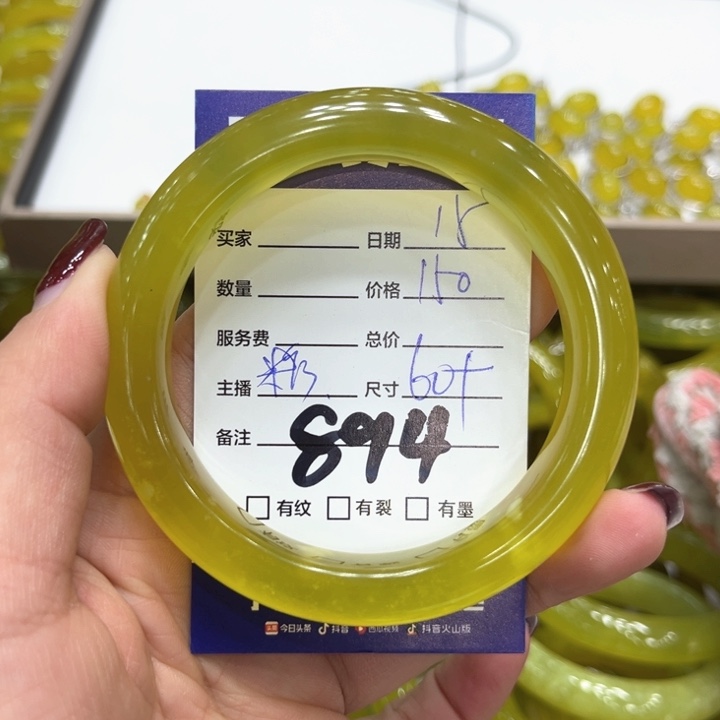 买家 日期 15
数量 价格 150
服务费 总价
主播 彩 尺寸 60+
备注 894
□有纹 □有裂 □有墨
今日头条 抖音 西瓜视频 抖音火山版